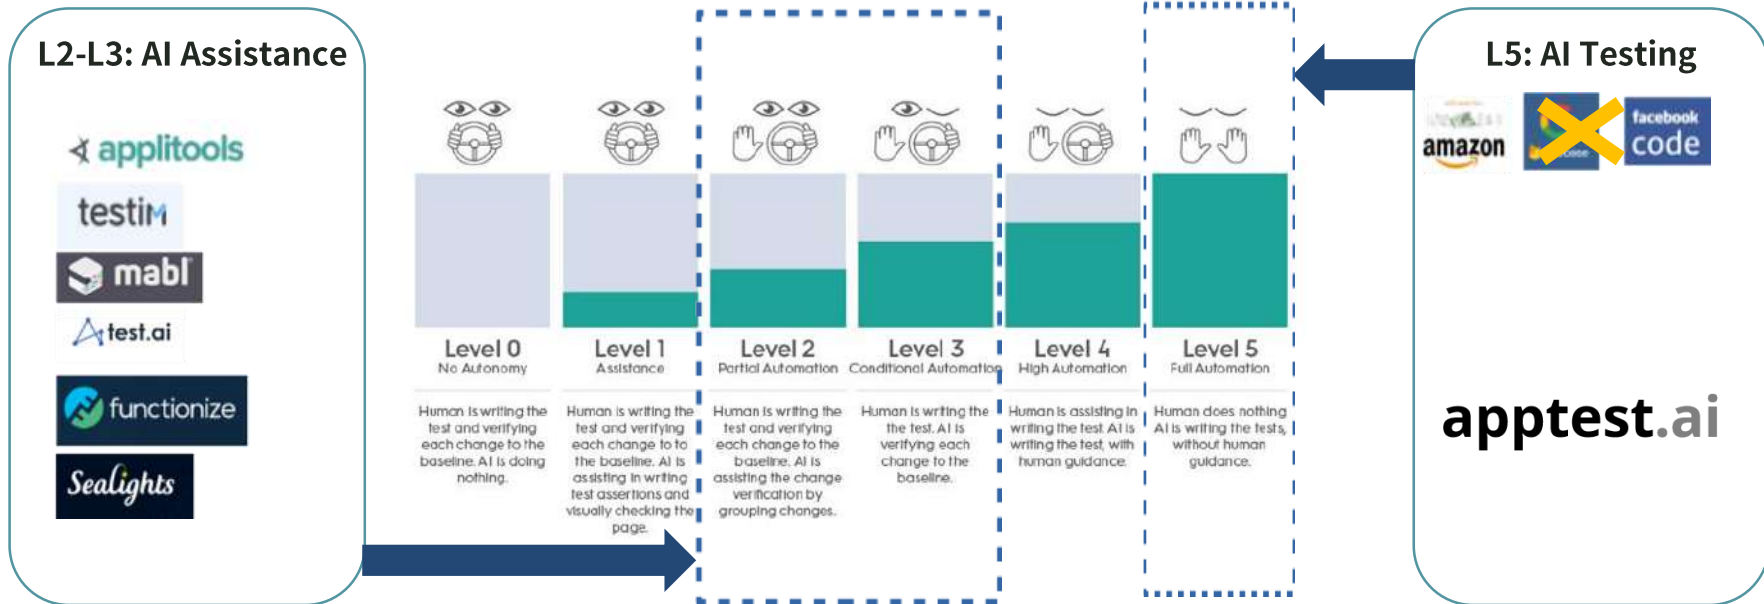 L2-L3: AI Assistance
applitools
testim
mabl
test.ai
functionize
SeaLights
Level 0
No Autonomy
Human is writing the
test and verifying
each change to the
baseline. AI is doing
nothing.
Level 1
Assistance
Human is writing the
test and verifying
each change to to
the baseline. AI is
assisting in writing
test assertions and
visually checking the
page.
Level 2
Partial Automation
Human is writing the
test and verifying
each change to the
baseline. AI is
assisting the change
verification by
grouping changes.
Level 3
Conditional Automation
Human is writing the
the test. AI is
verifying each
change to the
baseline.
Level 4
High Automation
Human is assisting in
writing the test. AI is
writing the test, with
human guidance.
Level 5
Full Automation
Human does nothing
AI is writing the tests,
without human
guidance.
L5: AI Testing
amazon
facebook
code
apptest.ai